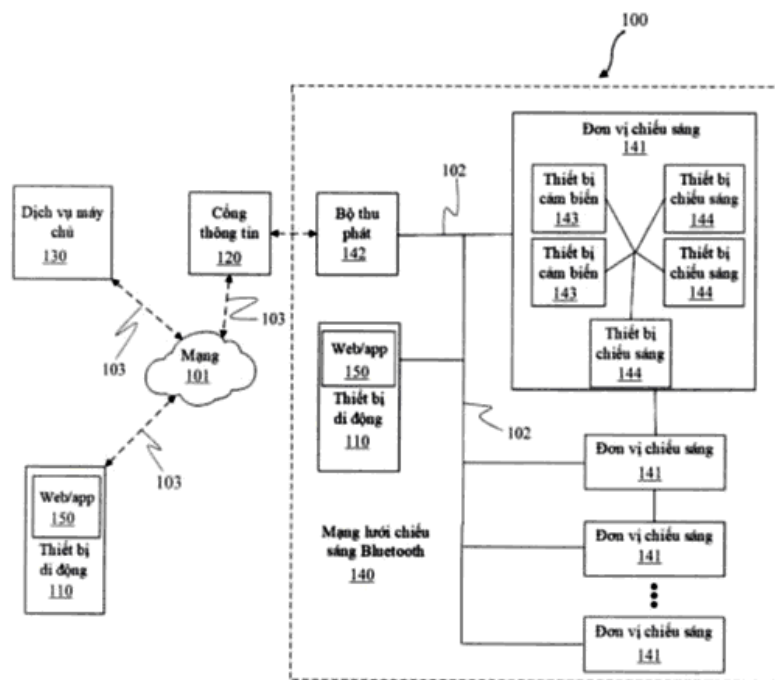 100
Đơn vị chiếu sáng
141
102
Thiết bị
cảm biến
143
Thiết bị
chiếu sáng
144
Dịch vụ máy
chủ
130
Cổng
thông tin
120
Bộ thu
phát
142
Thiết bị
cảm biến
143
Thiết bị
chiếu sáng
144
103
103
Mạng
101
Web/app
150
Thiết bị
di động
110
Thiết bị
chiếu sáng
144
102
103
Đơn vị chiếu sáng
141
Web/app
150
Thiết bị
di động
110
Mạng lưới chiếu
sáng Bluetooth
140
Đơn vị chiếu sáng
141
Đơn vị chiếu sáng
141